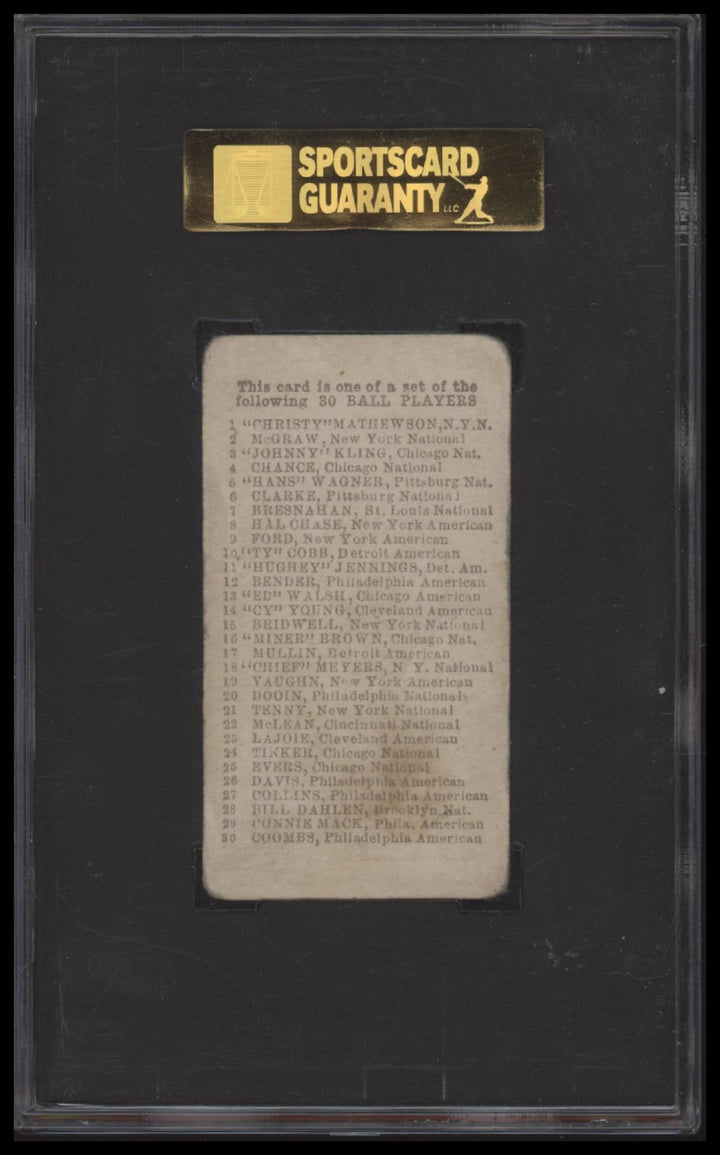 SPORTSCARD
GUARANTY LLC
This card is one of a set of the
following 30 BALL PLAYERS
1 "CHRISTY" MATHEWSON, N.Y.N.
2 McGRAW, New York National
3 "JOHNNY" KLING, Chicago Nat.
4 CHANCE, Chicago National
5 "HANS" WAGNER, Pittsburg Nat.
6 CLARKE, Pittsburg National
7 BRESNAHAN, St. Louis National
8 HAL CHASE, New York American
9 FORD, New York American
10 "TY" COBB, Detroit American
11 "HUGHEY" JENNINGS, Det. Am.
12 BENDER, Philadelphia American
13 "ED" WALSH, Chicago American
14 "CY" YOUNG, Cleveland American
15 BRIDWELL, New York National
16 "MINER" BROWN, Chicago Nat.
17 MULLIN, Detroit American
18 "CHIEF" MEYERS, N Y. National
19 VAUGHN, New York American
20 DOOIN, Philadelphia National
21 TENNY, New York National
22 McLEAN, Cincinnati National
23 LAJOIE, Cleveland American
24 TINKER, Chicago National
25 EVERS, Chicago National
26 DAVIS, Philadelphia American
27 COLLINS, Philadelphia American
28 BILL DAHLEN, Brooklyn Nat.
29 CONNIE MACK, Phila. American
30 COOMBS, Philadelphia American